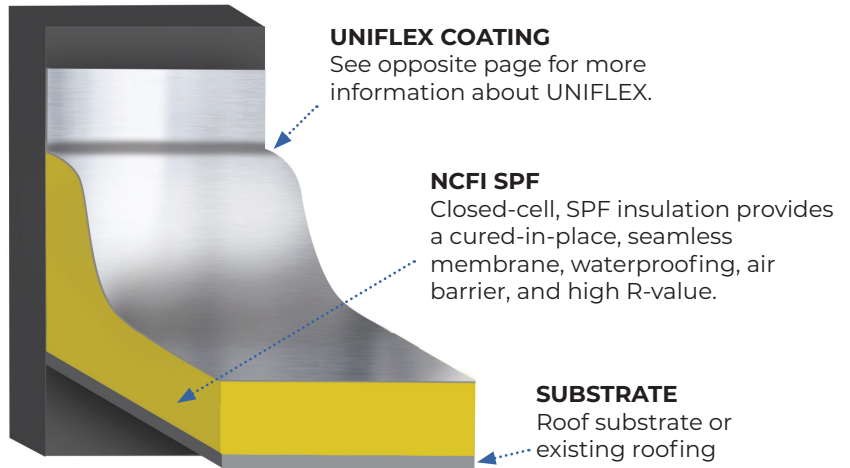 UNIFLEX COATING
See opposite page for more
information about UNIFLEX.
NCFI SPF
Closed-cell, SPF insulation provides
a cured-in-place, seamless
membrane, waterproofing, air
barrier, and high R-value.
SUBSTRATE
Roof substrate or
existing roofing